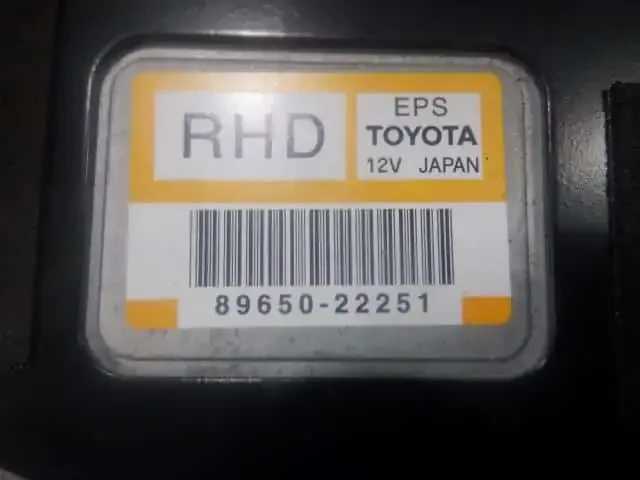 RHD
EPS
TOYOTA
12V JAPAN
89650-22251